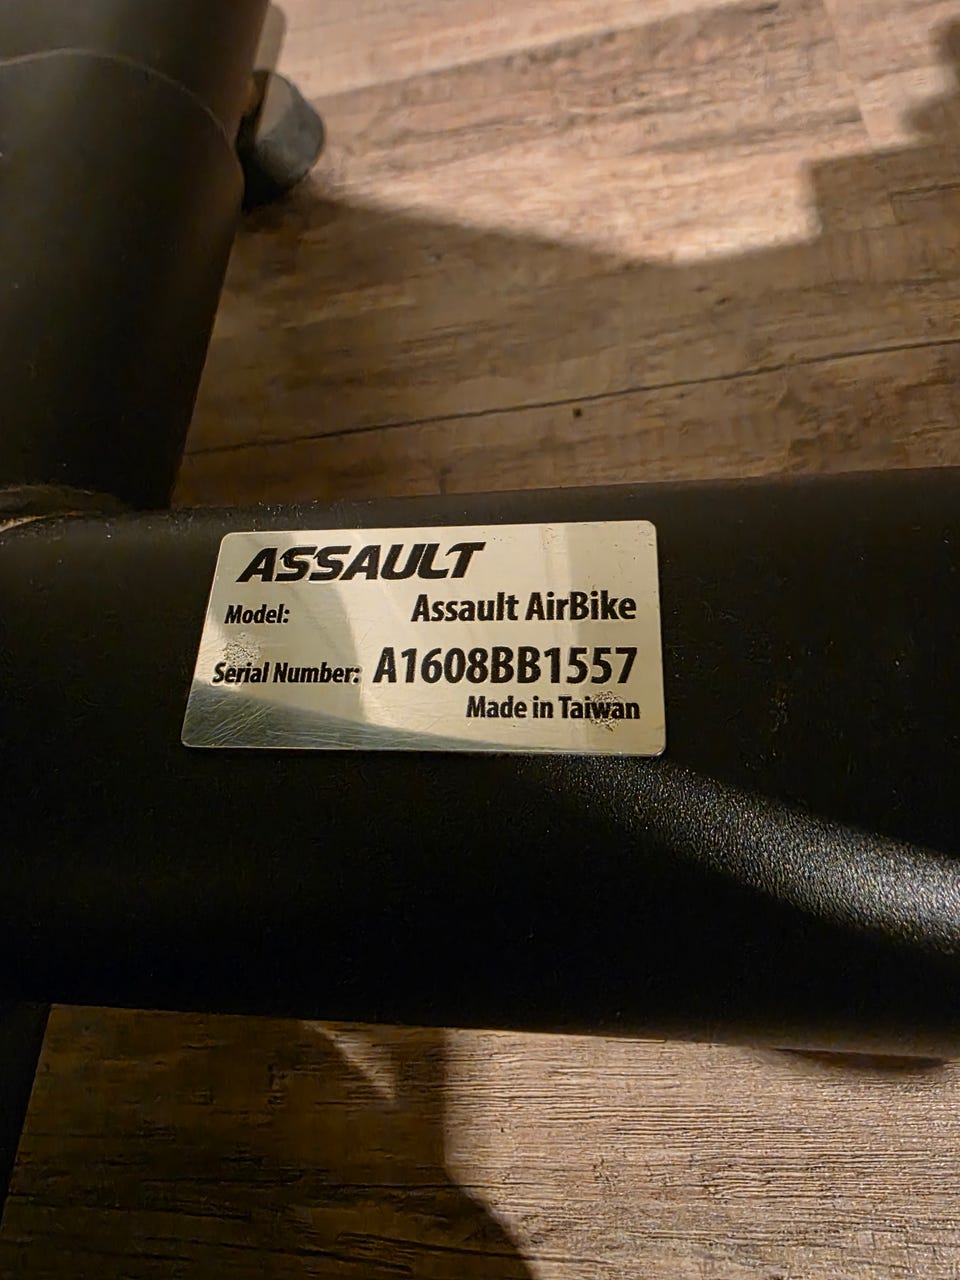 ASSAULT
Model: Assault AirBike
Serial Number: A1608BB1557
Made in Taiwan